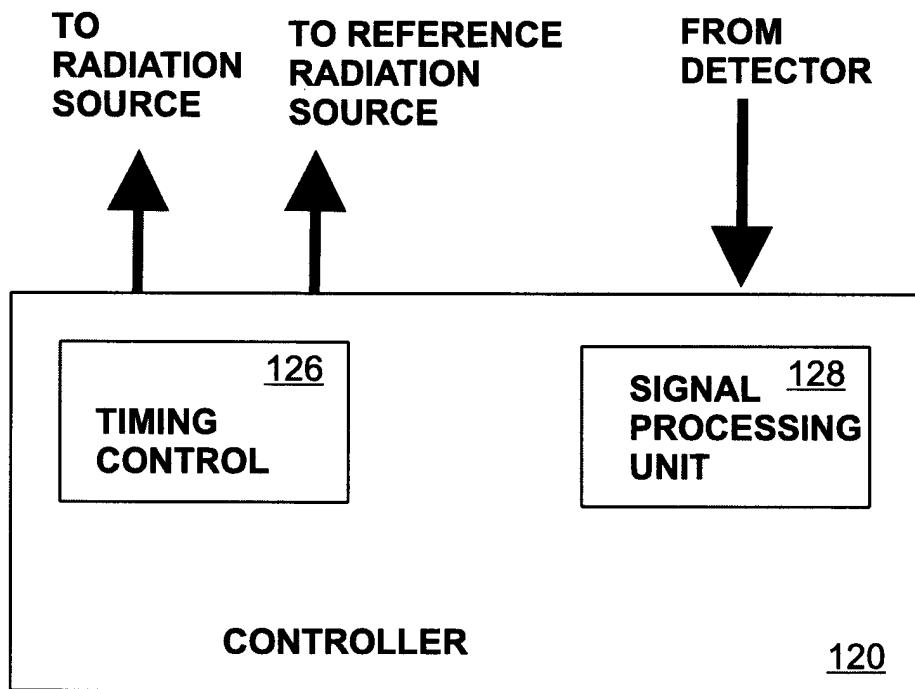 TO
RADIATION
SOURCE
TO REFERENCE
RADIATION
SOURCE
FROM
DETECTOR
126
TIMING
CONTROL
128
SIGNAL
PROCESSING
UNIT
CONTROLLER
120